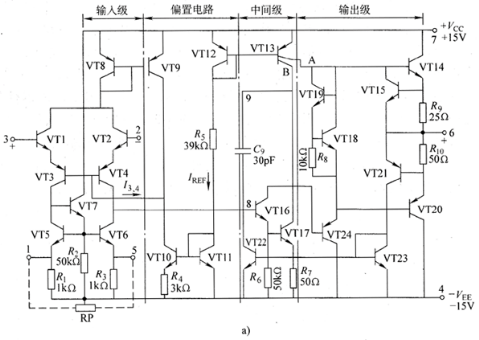 输入级 偏置电路 中间级 输出级
+VCC
7 +15V
VT8 VT9 VT12 VT13 A VT14
B
VT15
9 VT19 R9
25Ω
3 + VT1 VT2 2 − R5
39kΩ C9
30pF VT18 6 +
R10
50Ω
VT3 VT4 I3,4 IREF R8
10kΩ VT21
VT7 8 VT16 VT20
VT5 VT6 VT17 VT24
1 R2
50kΩ 5 VT10 VT11 VT22 VT23
R1
1kΩ R3
1kΩ R4
3kΩ R6
50kΩ R7
50Ω
4 −VEE
−15V
RP
a)